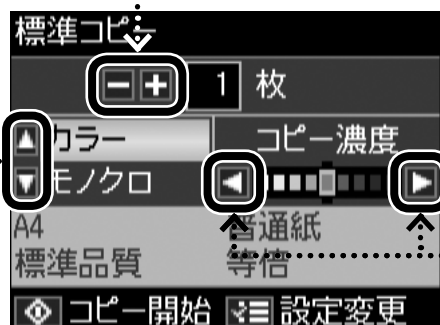 標準コピー
1 枚
カラー
コピー濃度
モノクロ
A4
普通紙
標準品質
等倍
コピー開始
設定変更